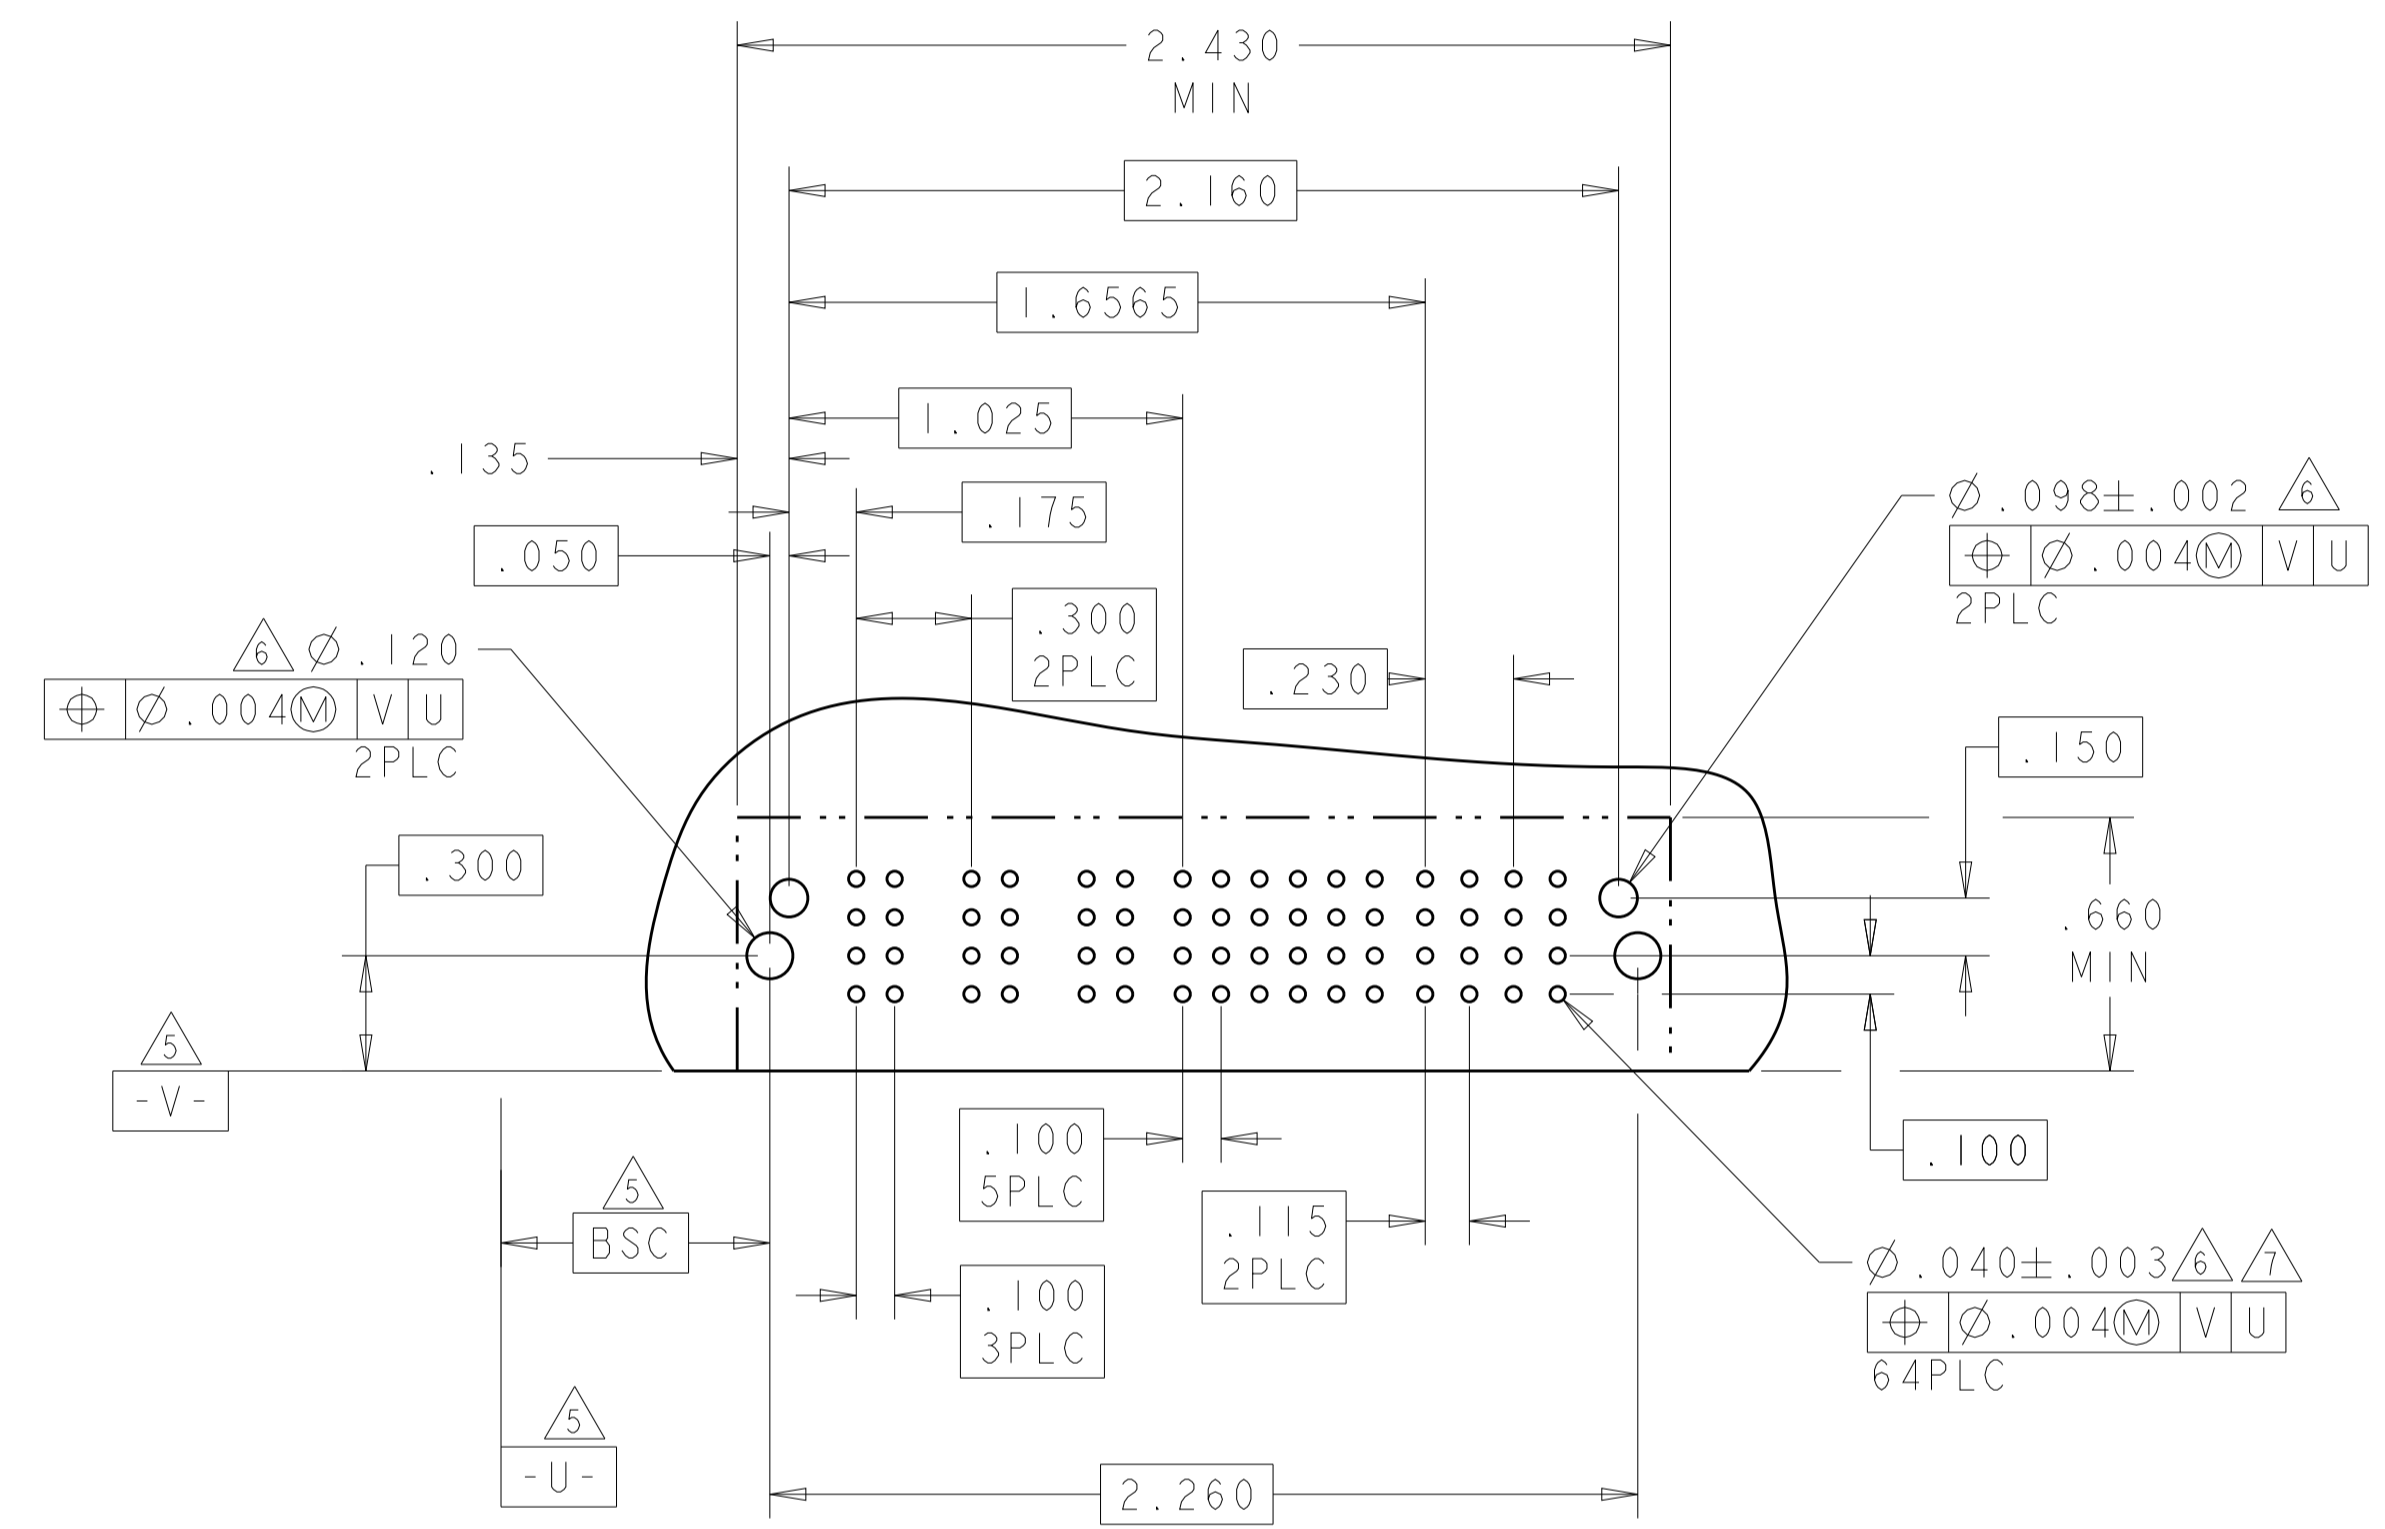 2.430
MIN
2.160
1.6565
1.025
.135
.175
.050
.300
2PLC
.230
Ø.098±.002 6
⌖ Ø.004Ⓜ V U
2PLC
6 Ø.120
⌖ Ø.004Ⓜ V U
2PLC
.150
.300
.660
MIN
5
-V-
.100
5PLC
.100
5
BSC
.115
2PLC
Ø.040±.003 6 7
⌖ Ø.004Ⓜ V U
64PLC
.100
3PLC
5
-U-
2.260